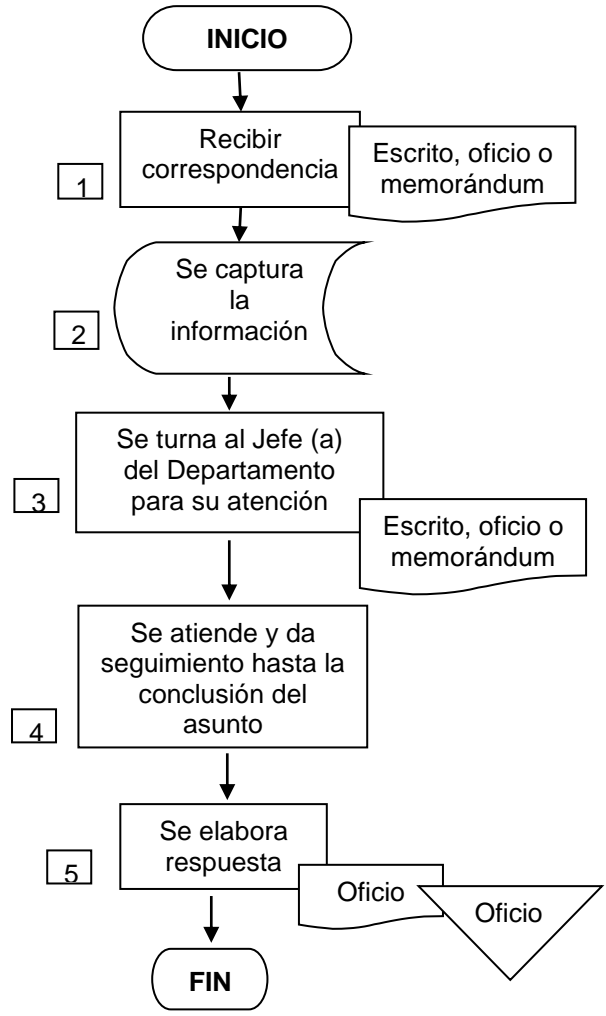 INICIO
Recibir
correspondencia
Escrito, oficio o
memorándum
1
Se captura
la
información
2
Se turna al Jefe (a)
del Departamento
para su atención
3
Escrito, oficio o
memorándum
Se atiende y da
seguimiento hasta la
conclusión del
asunto
4
Se elabora
respuesta
5
Oficio
Oficio
FIN